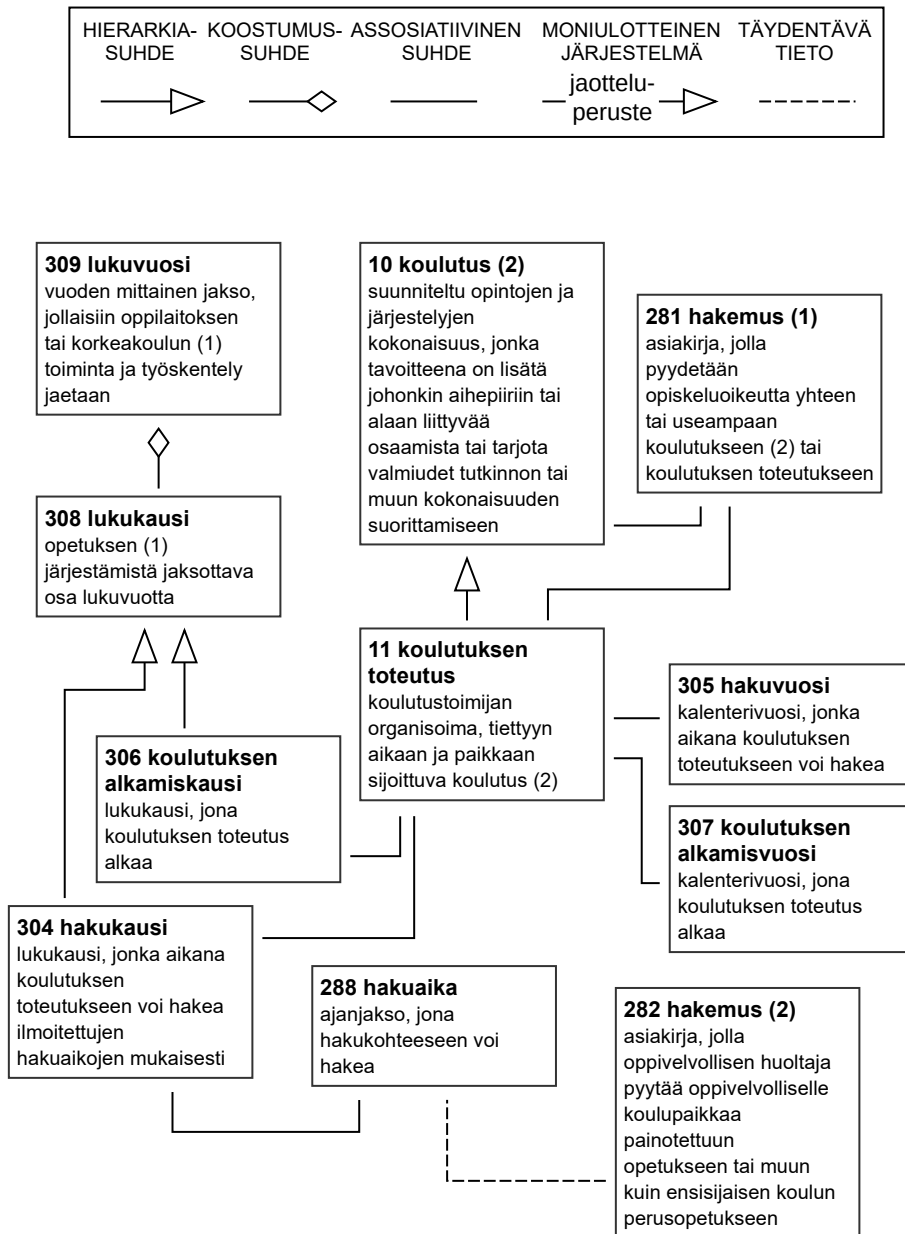 HIERARKIA-
SUHDE
KOOSTUMUS-
SUHDE
ASSOSIATIIVINEN
SUHDE
MONIULOTTEINEN
JÄRJESTELMÄ
TÄYDENTÄVÄ
TIETO
jaottelu-
peruste
309 lukuvuosi
vuoden mittainen jakso,
jollaisiin oppilaitoksen
tai korkeakoulun (1)
toiminta ja työskentely
jaetaan
10 koulutus (2)
suunniteltu opintojen ja
järjestelyjen
kokonaisuus, jonka
tavoitteena on lisätä
johonkin aihepiiriin tai
alaan liittyvää
osaamista tai tarjota
valmiudet tutkinnon tai
muun kokonaisuuden
suorittamiseen
281 hakemus (1)
asiakirja, jolla
pyydetään
opiskeluoikeutta yhteen
tai useampaan
koulutukseen (2) tai
koulutuksen toteutukseen
308 lukukausi
opetuksen (1)
järjestämistä jaksottava
osa lukuvuotta
11 koulutuksen
toteutus
koulutustoimijan
organisoima, tiettyyn
aikaan ja paikkaan
sijoittuva koulutus (2)
305 hakuvuosi
kalenterivuosi, jonka
aikana koulutuksen
toteutukseen voi hakea
306 koulutuksen
alkamiskausi
lukukausi, jona
koulutuksen toteutus
alkaa
307 koulutuksen
alkamisvuosi
kalenterivuosi, jona
koulutuksen toteutus
alkaa
304 hakukausi
lukukausi, jonka aikana
koulutuksen
toteutukseen voi hakea
ilmoitettujen
hakuaikojen mukaisesti
288 hakuaika
ajanjakso, jona
hakukohteeseen voi
hakea
282 hakemus (2)
asiakirja, jolla
oppivelvollisen huoltaja
pyytää oppivelvolliselle
koulupaikkaa
painotettuun
opetukseen tai muun
kuin ensisijaisen koulun
perusopetukseen